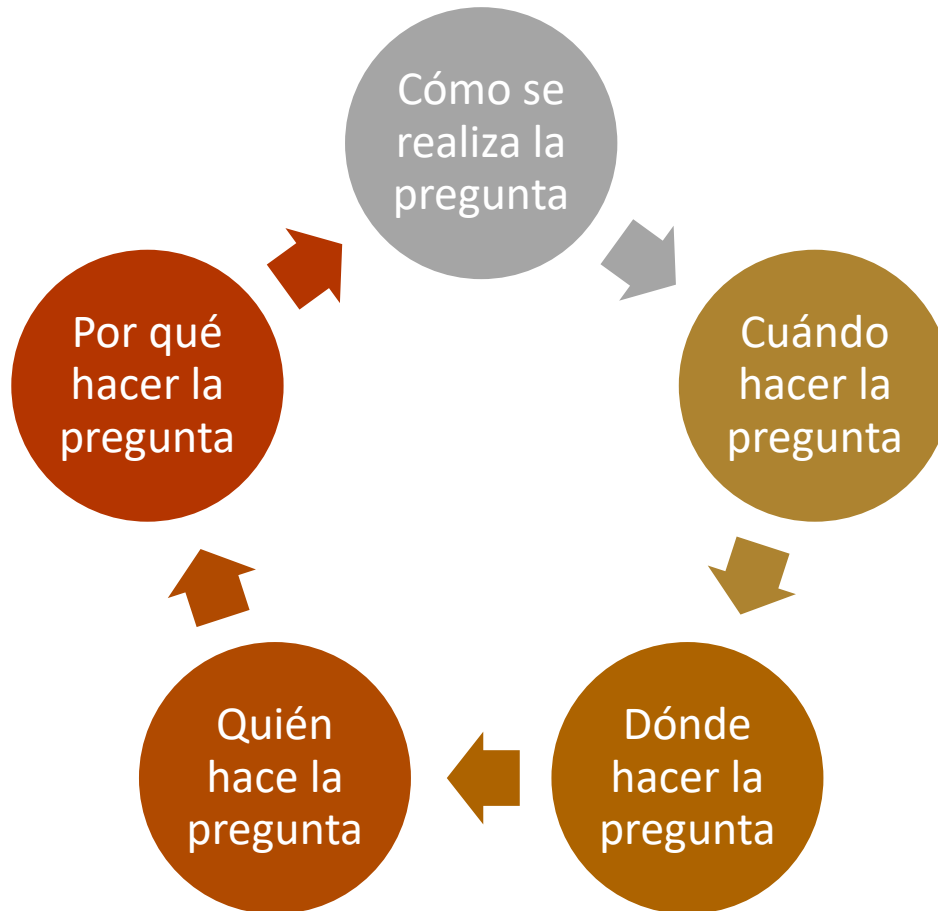 Cómo se
realiza la
pregunta
Cuándo
hacer la
pregunta
Dónde
hacer la
pregunta
Quién
hace la
pregunta
Por qué
hacer la
pregunta